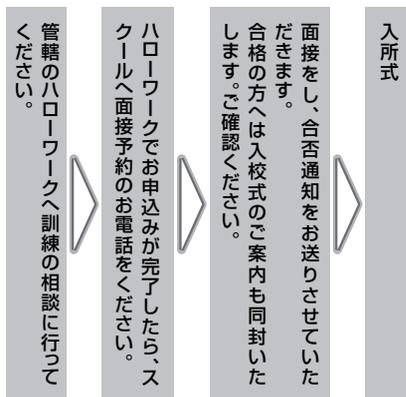 管轄のハローワークへ訓練の相談に行って
ください。
ハローワークでお申込みが完了したら、ス
クールへ面接予約のお電話をください。
面接をし、合否通知をお送りさせていた
だきます。
合格の方へは入校式のご案内も同封いた
します。ご確認ください。
入所式